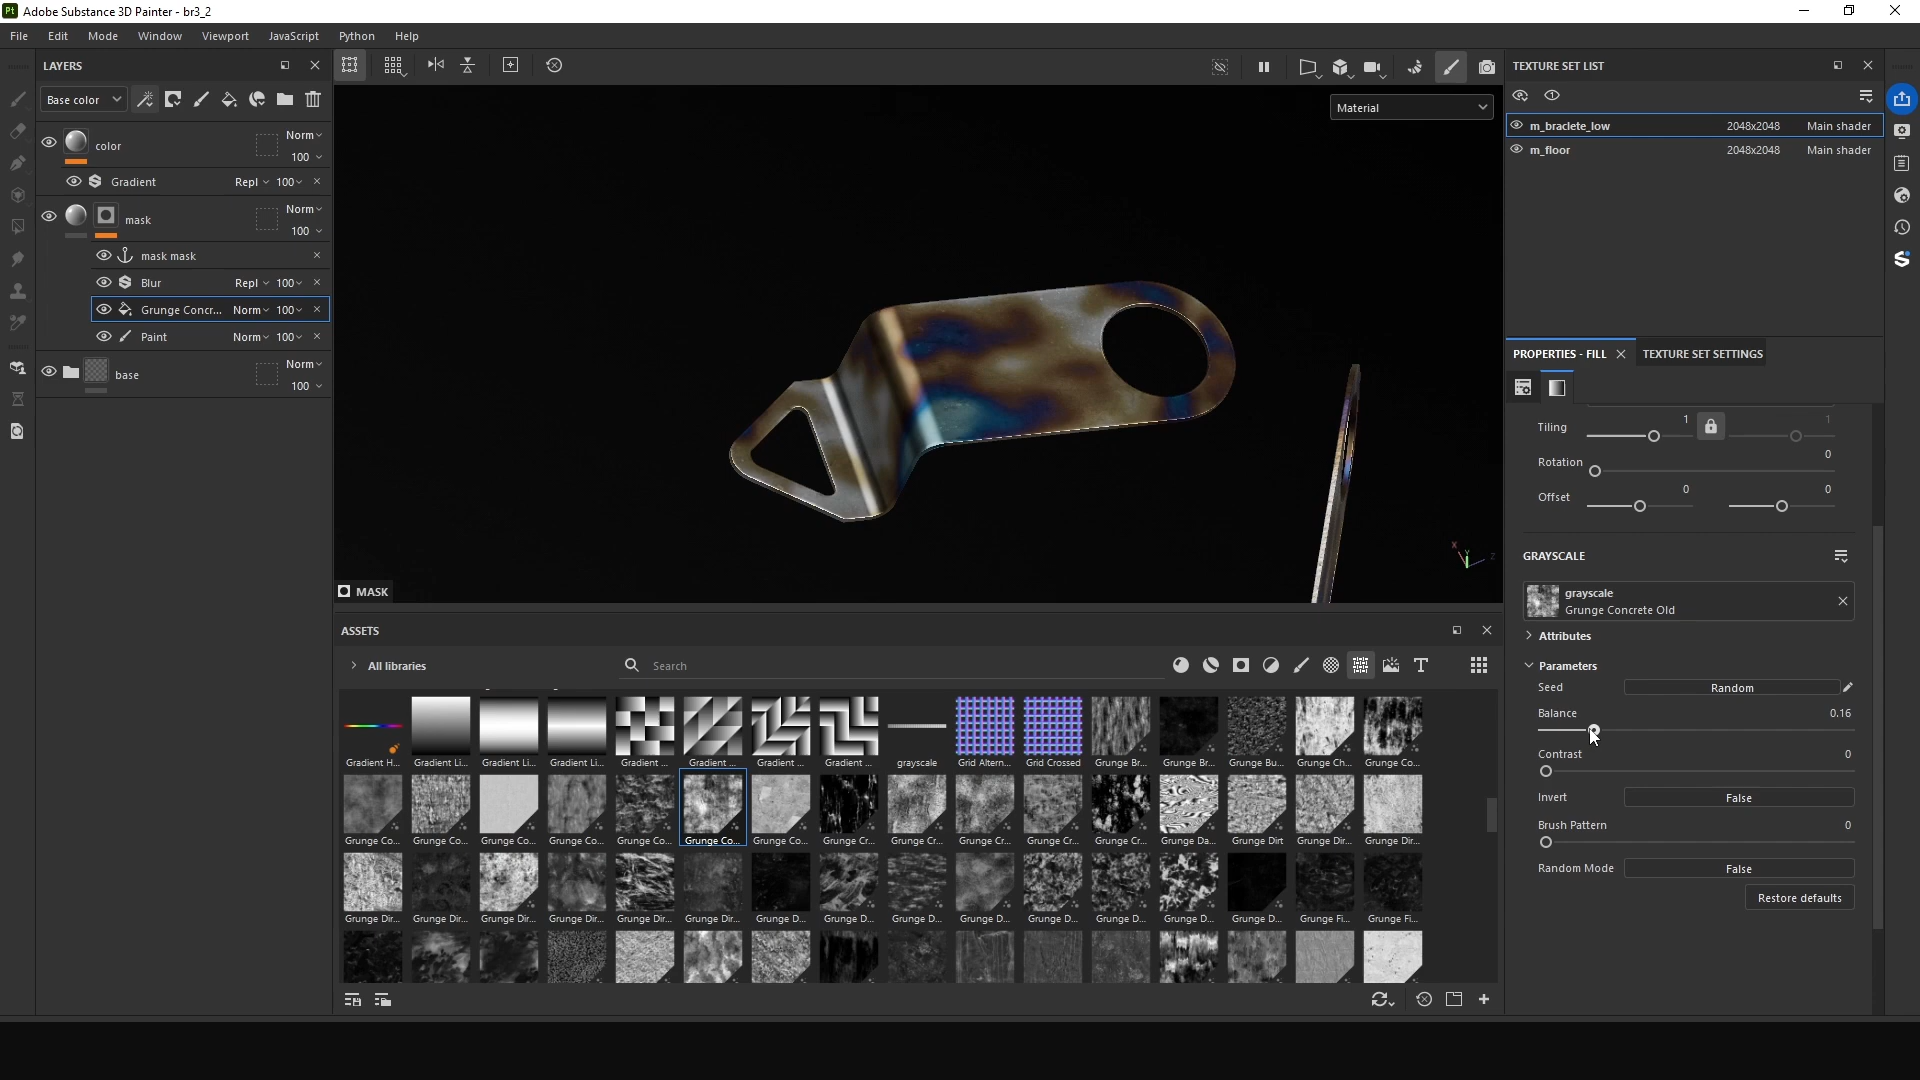 Pt Adobe Substance 3D Painter - br3_2
File Edit Mode Window Viewport JavaScript Python Help
LAYERS
Base color
color
Norm
100
Gradient Repl 100
mask
Norm
100
mask mask
Blur Repl 100
Grunge Concr... Norm 100
Paint Norm 100
base
Norm
100
Material
X Y Z
MASK
ASSETS
All libraries
Search
Gradient H... Gradient Li... Gradient Li... Gradient Li... Gradient ... Gradient ... Gradient ... Gradient ... grayscale Grid Altern... Grid Crossed Grunge Br... Grunge Br... Grunge Bu... Grunge Ch... Grunge Co...
Grunge Co... Grunge Co... Grunge Co... Grunge Co... Grunge Co... Grunge Co... Grunge Co... Grunge Cr... Grunge Cr... Grunge Cr... Grunge Cr... Grunge Cr... Grunge Da... Grunge Dirt Grunge Dir... Grunge Dir...
Grunge Dir... Grunge Dir... Grunge Dir... Grunge Dir... Grunge Dir... Grunge Dir... Grunge D... Grunge D... Grunge D... Grunge D... Grunge D... Grunge D... Grunge D... Grunge D... Grunge Fi... Grunge Fi...
TEXTURE SET LIST
m_braclete_low 2048x2048 Main shader
m_floor 2048x2048 Main shader
PROPERTIES - FILL TEXTURE SET SETTINGS
Tiling 1 1
Rotation 0
Offset 0 0
GRAYSCALE
grayscale
Grunge Concrete Old
Attributes
Parameters
Seed Random
Balance 0.16
Contrast 0
Invert False
Brush Pattern 0
Random Mode False
Restore defaults